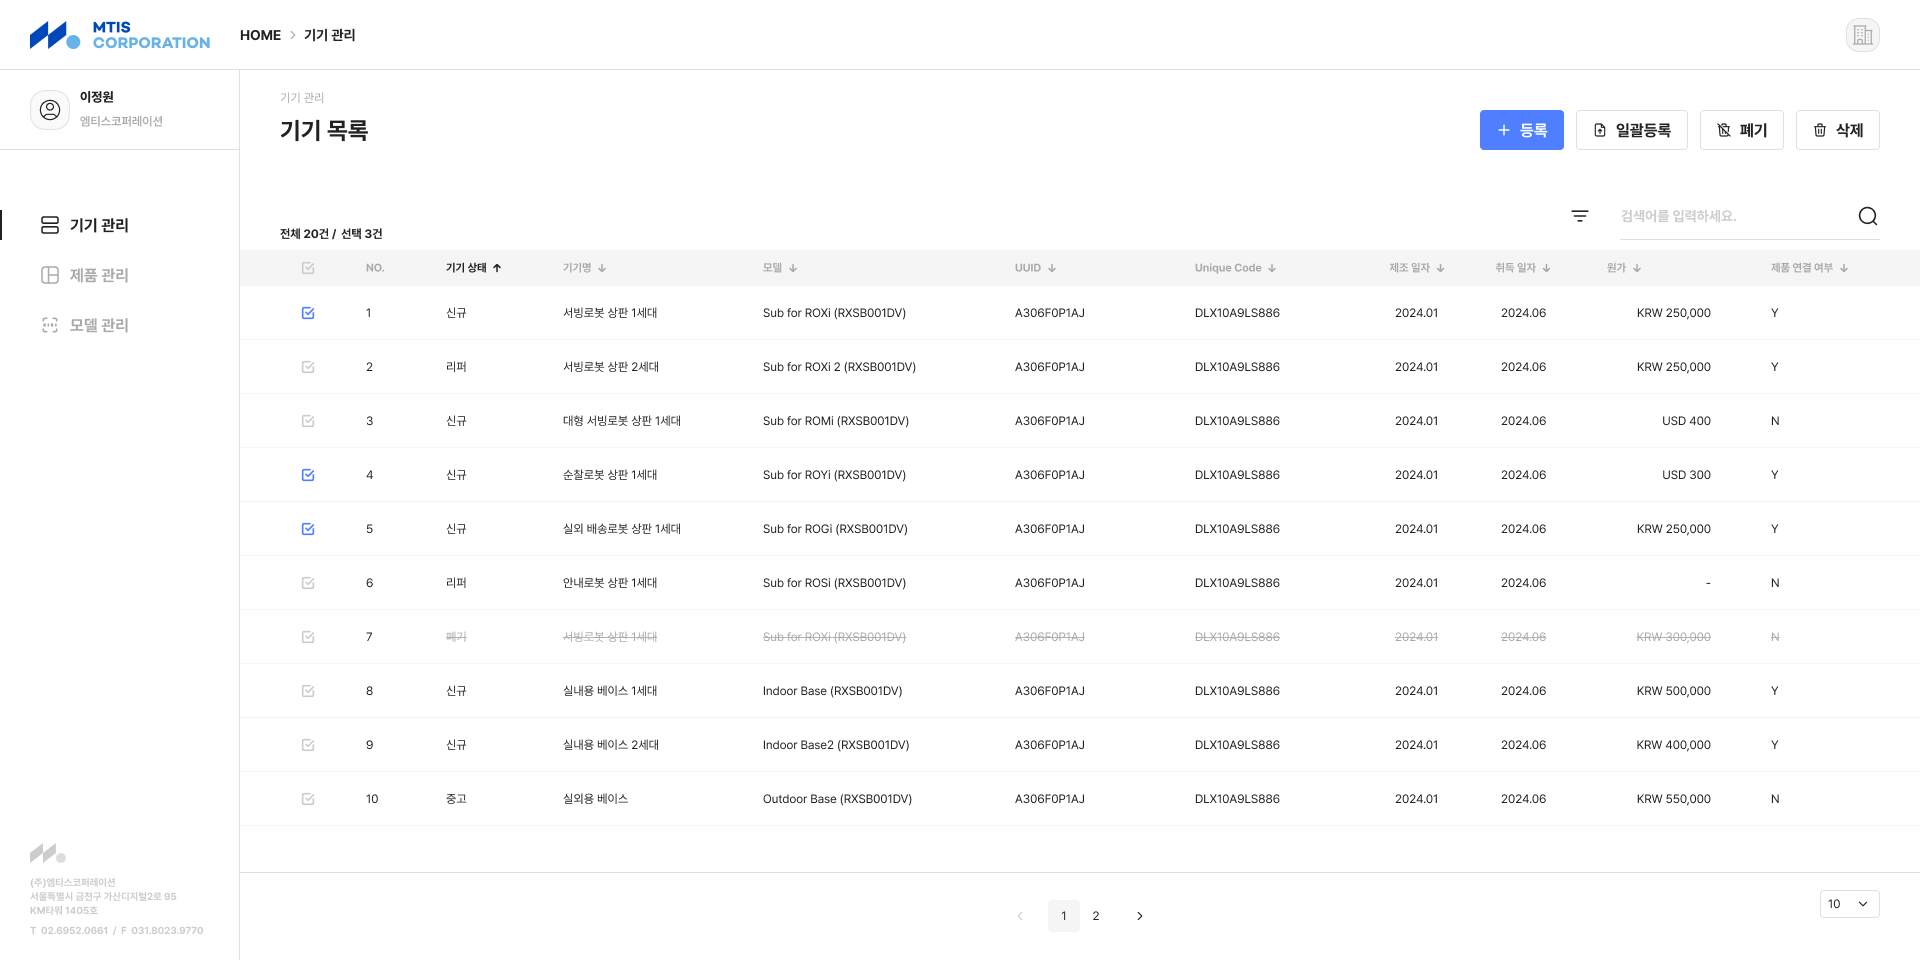 MTIS
CORPORATION
HOME > 기기 관리
이정원
엠티스코퍼레이션
기기 관리
제품 관리
모델 관리
기기 관리
기기 목록
등록 일괄등록 폐기 삭제
전체 20건 / 선택 3건
검색어를 입력하세요.
NO. 기기 상태 기기명 모델 UUID Unique Code 제조 일자 취득 일자 원가 제품 연결 여부
1 신규 서빙로봇 상판 1세대 Sub for ROXi (RXSB001DV) A306F0P1AJ DLX10A9LS886 2024.01 2024.06 KRW 250,000 Y
2 리퍼 서빙로봇 상판 2세대 Sub for ROXi 2 (RXSB001DV) A306F0P1AJ DLX10A9LS886 2024.01 2024.06 KRW 250,000 Y
3 신규 대형 서빙로봇 상판 1세대 Sub for ROMi (RXSB001DV) A306F0P1AJ DLX10A9LS886 2024.01 2024.06 USD 400 N
4 신규 순찰로봇 상판 1세대 Sub for ROYi (RXSB001DV) A306F0P1AJ DLX10A9LS886 2024.01 2024.06 USD 300 Y
5 신규 실외 배송로봇 상판 1세대 Sub for ROGi (RXSB001DV) A306F0P1AJ DLX10A9LS886 2024.01 2024.06 KRW 250,000 Y
6 리퍼 안내로봇 상판 1세대 Sub for ROSi (RXSB001DV) A306F0P1AJ DLX10A9LS886 2024.01 2024.06 - N
7 폐기 서빙로봇 상판 1세대 Sub for ROXi (RXSB001DV) A306F0P1AJ DLX10A9LS886 2024.01 2024.06 KRW 300,000 N
8 신규 실내용 베이스 1세대 Indoor Base (RXSB001DV) A306F0P1AJ DLX10A9LS886 2024.01 2024.06 KRW 500,000 Y
9 신규 실내용 베이스 2세대 Indoor Base2 (RXSB001DV) A306F0P1AJ DLX10A9LS886 2024.01 2024.06 KRW 400,000 Y
10 중고 실외용 베이스 Outdoor Base (RXSB001DV) A306F0P1AJ DLX10A9LS886 2024.01 2024.06 KRW 550,000 N
(주)엠티스코퍼레이션
서울특별시 금천구 가산디지털2로 95
KM타워 1405호
T 02.6952.0661 / F 031.8023.9770
1 2
10